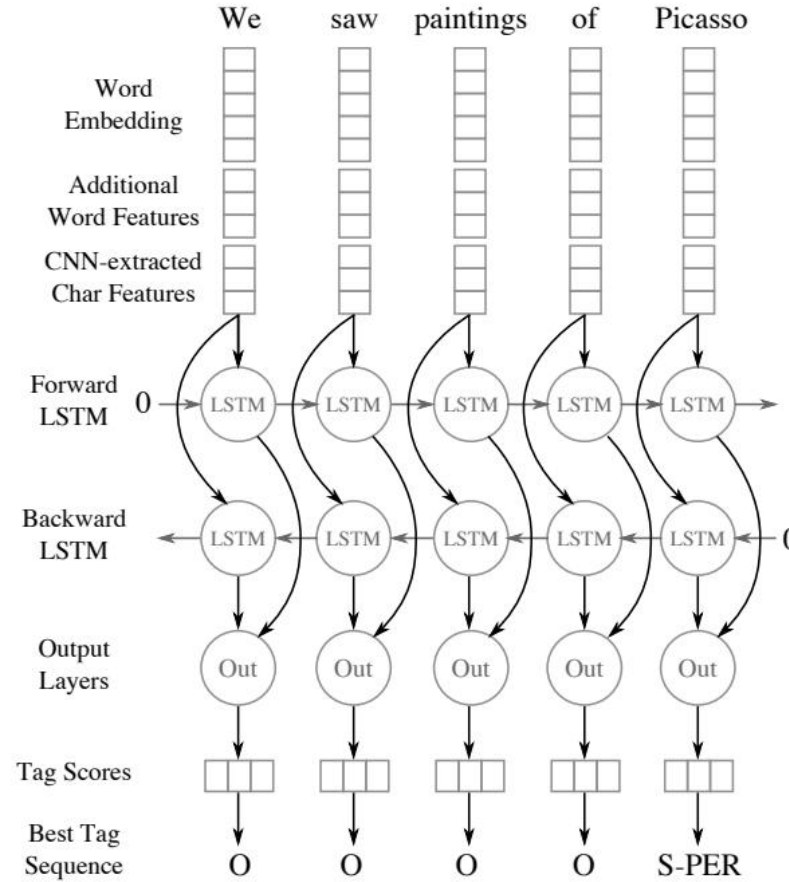 We saw paintings of Picasso
Word
Embedding
Additional
Word Features
CNN-extracted
Char Features
Forward
LSTM
0 LSTM LSTM LSTM LSTM LSTM
Backward
LSTM
LSTM LSTM LSTM LSTM LSTM 0
Output
Layers
Out Out Out Out Out
Tag Scores
Best Tag
Sequence
O O O O S-PER